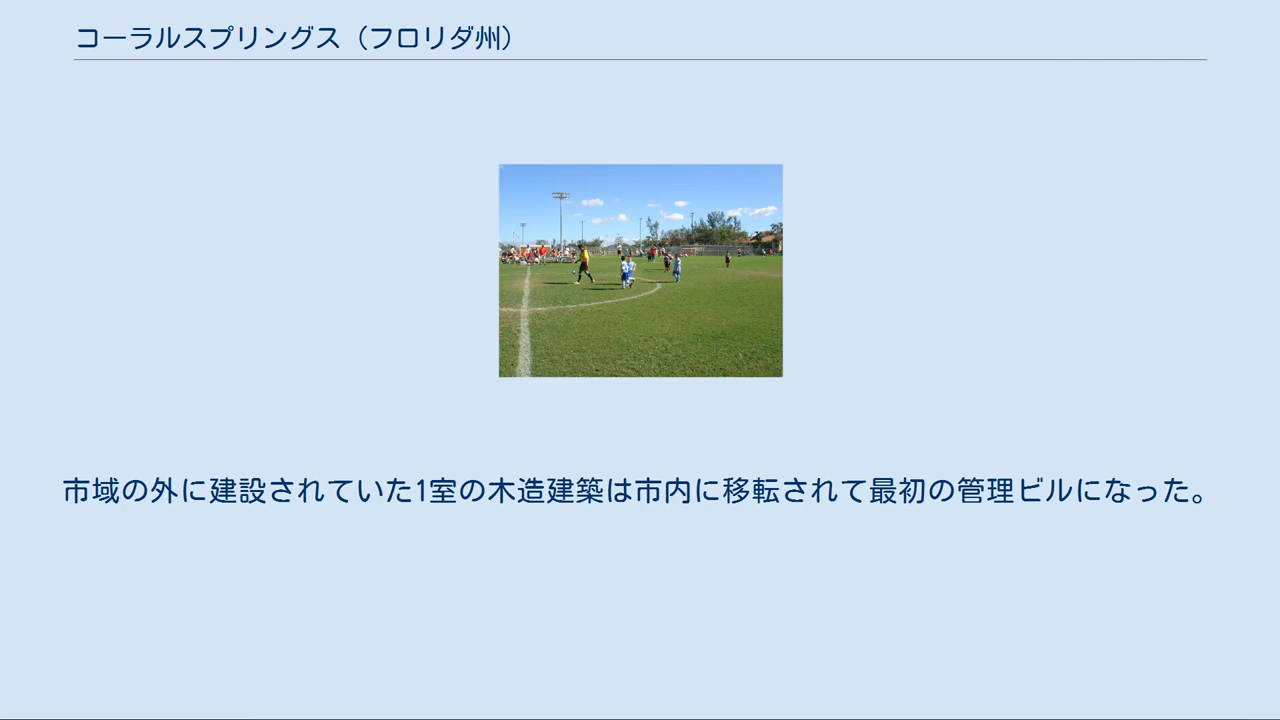 コーラルスプリングス（フロリダ州）
市域の外に建設されていた1室の木造建築は市内に移転されて最初の管理ビルになった。